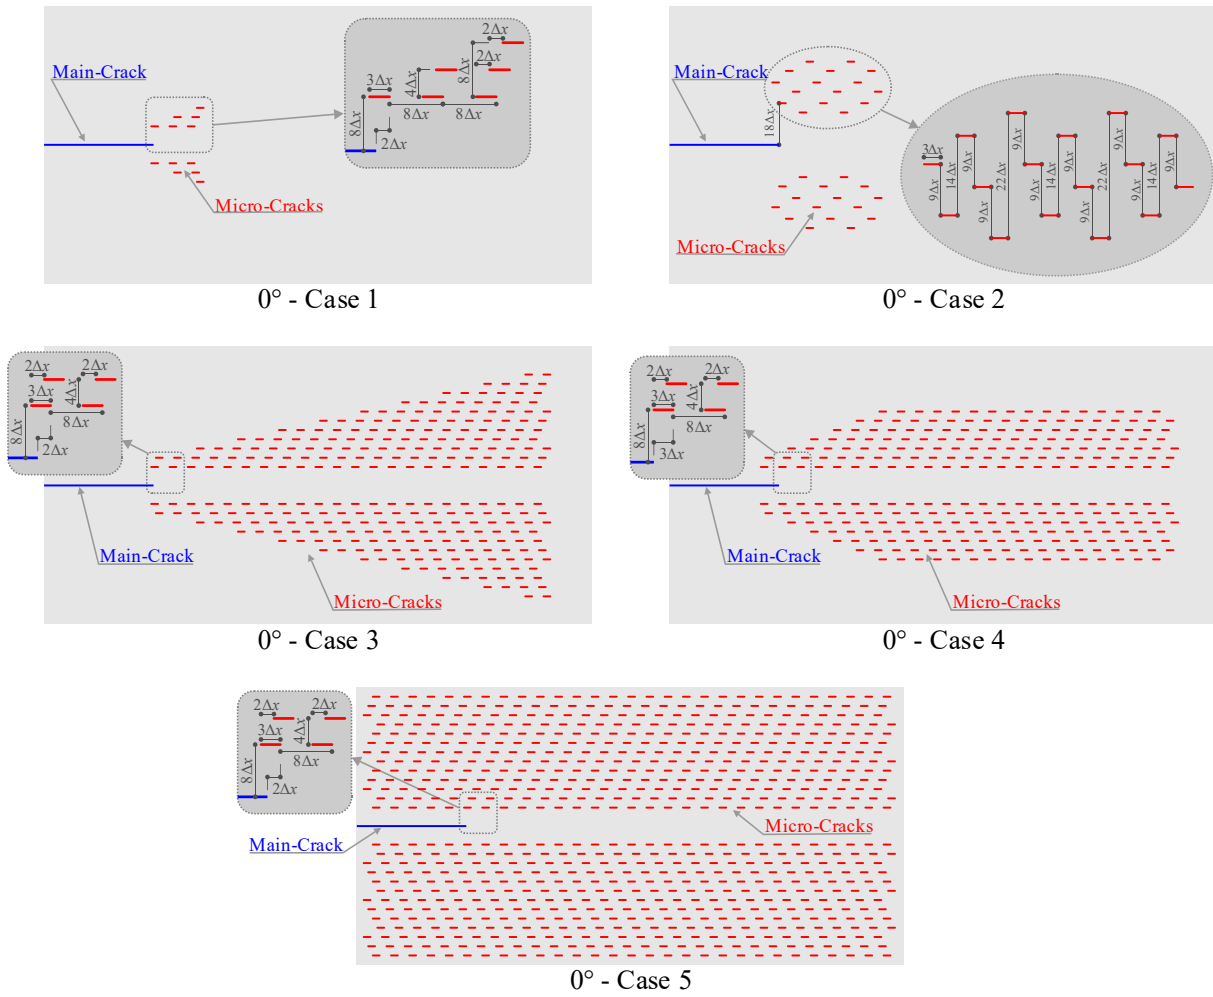 Main-Crack
3Δx
8Δx
2Δx
4Δx
8Δx
8Δx
8Δx
2Δx
2Δx
Micro-Cracks
0° - Case 1
Main-Crack
18Δx
Micro-Cracks
3Δx
9Δx
14Δx
9Δx
22Δx
9Δx
14Δx
9Δx
22Δx
9Δx
9Δx
14Δx
9Δx
9Δx
9Δx
0° - Case 2
2Δx
2Δx
3Δx
4Δx
8Δx
8Δx
2Δx
Main-Crack
Micro-Cracks
0° - Case 3
2Δx
2Δx
3Δx
4Δx
8Δx
8Δx
3Δx
Main-Crack
Micro-Cracks
0° - Case 4
2Δx
2Δx
3Δx
4Δx
8Δx
8Δx
2Δx
Main-Crack
Micro-Cracks
0° - Case 5